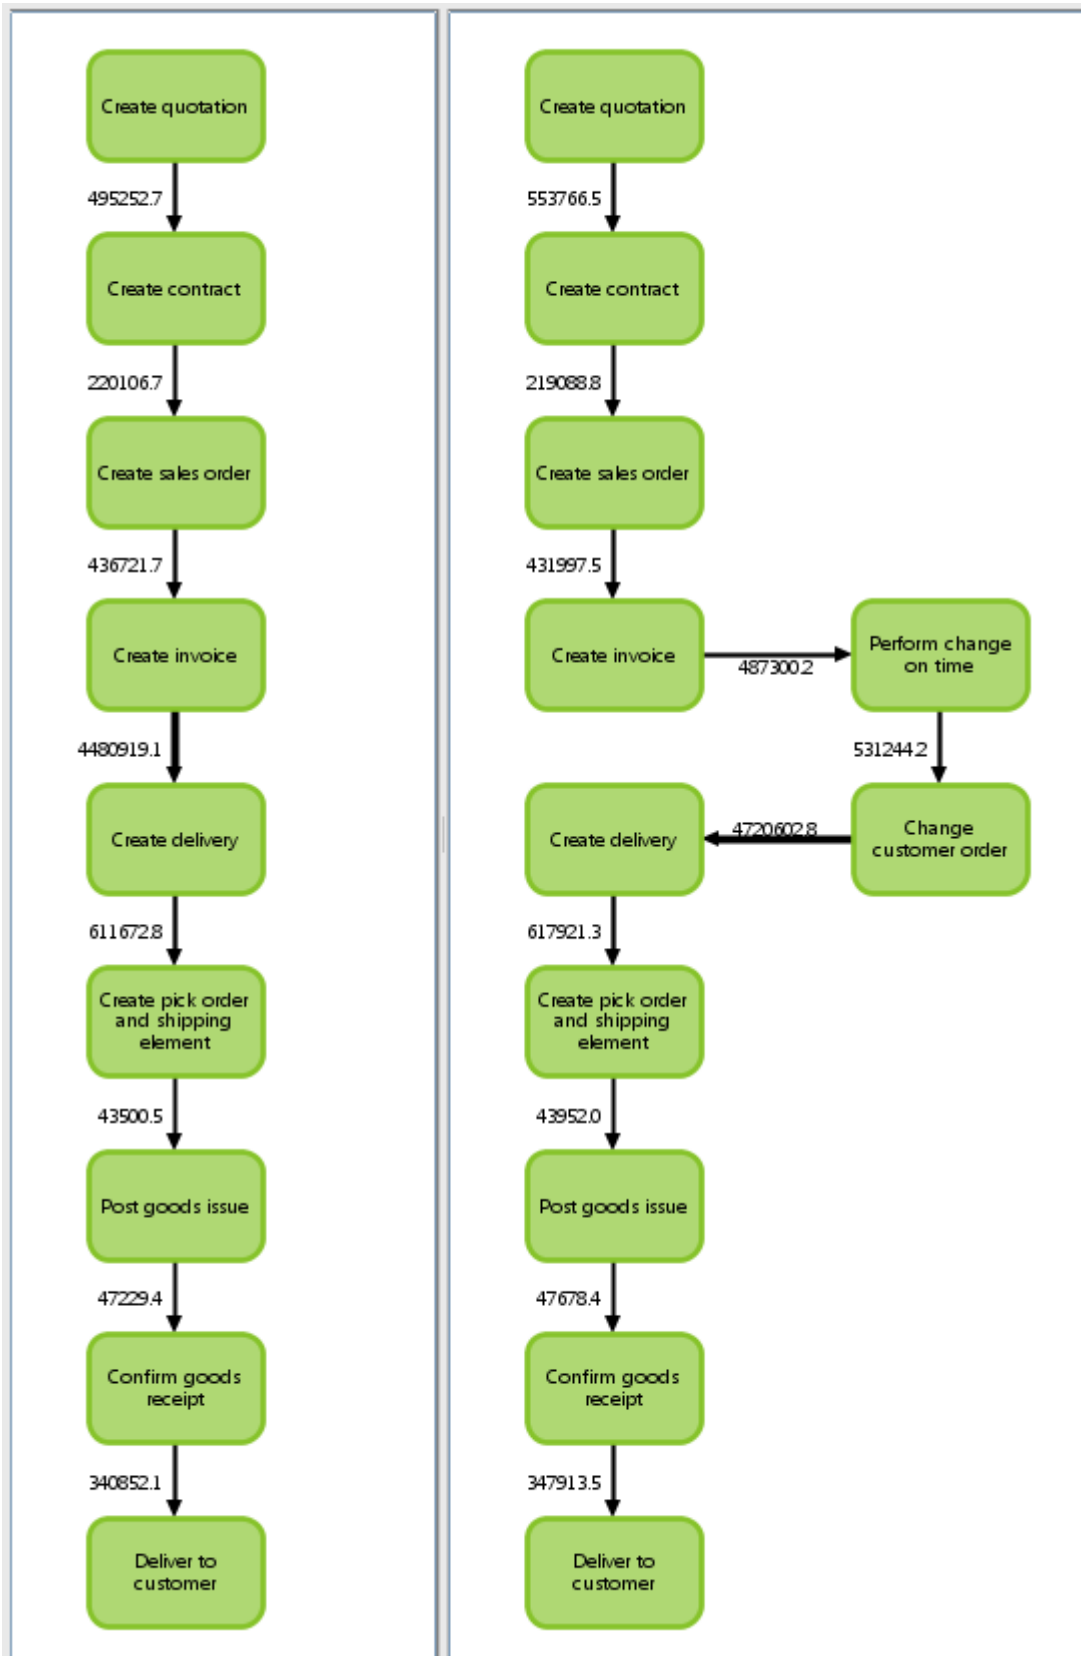 Create quotation
495252.7
Create contract
220106.7
Create sales order
436721.7
Create invoice
4480919.1
Create delivery
611672.8
Create pick order
and shipping
element
43500.5
Post goods issue
47229.4
Confirm goods
receipt
340852.1
Deliver to
customer
Create quotation
553766.5
Create contract
219088.8
Create sales order
431997.5
Create invoice
487300.2
Perform change
on time
531244.2
Change
customer order
4720602.8
Create delivery
617921.3
Create pick order
and shipping
element
43952.0
Post goods issue
47678.4
Confirm goods
receipt
347913.5
Deliver to
customer